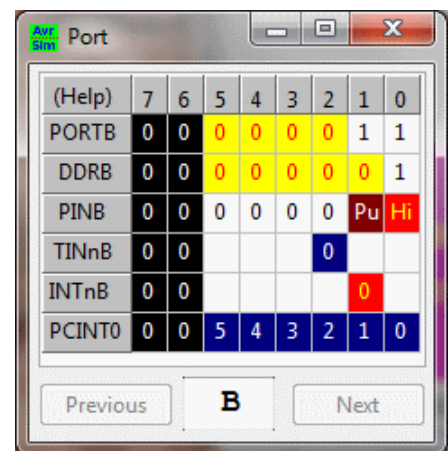 Avr Sim Port
(Help) 7 6 5 4 3 2 1 0
PORTB 0 0 0 0 0 0 1 1
DDRB 0 0 0 0 0 0 0 1
PINB 0 0 0 0 0 0 Pu Hi
TINnB 0 0 0
INTnB 0 0 0
PCINT0 0 0 5 4 3 2 1 0
Previous B Next